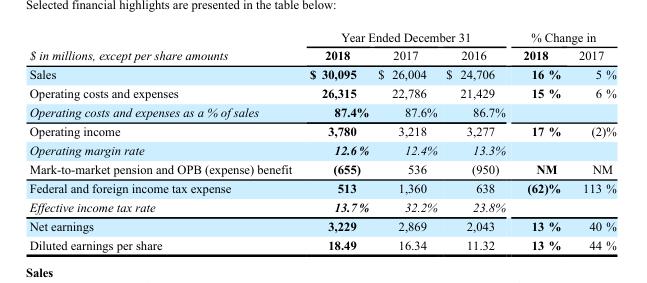 Selected financial highlights are presented in the table below:
Year Ended December 31 % Change in
$ in millions, except per share amounts 2018 2017 2016 2018 2017
Sales $ 30,095 $ 26,004 $ 24,706 16 % 5 %
Operating costs and expenses 26,315 22,786 21,429 15 % 6 %
Operating costs and expenses as a % of sales 87.4% 87.6% 86.7%
Operating income 3,780 3,218 3,277 17 % (2)%
Operating margin rate 12.6 % 12.4% 13.3%
Mark-to-market pension and OPB (expense) benefit (655) 536 (950) NM NM
Federal and foreign income tax expense 513 1,360 638 (62)% 113 %
Effective income tax rate 13.7 % 32.2% 23.8%
Net earnings 3,229 2,869 2,043 13 % 40 %
Diluted earnings per share 18.49 16.34 11.32 13 % 44 %
Sales